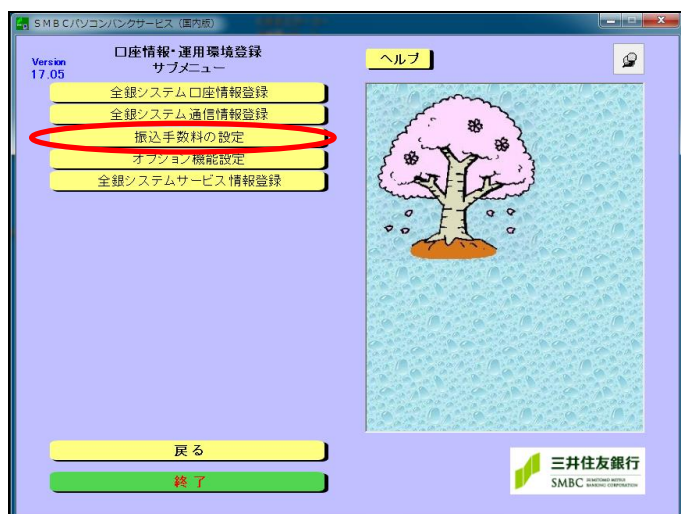 SMBCパソコンバンクサービス（国内版）
Version
17.05
口座情報・運用環境登録
サブメニュー
ヘルプ
全銀システム口座情報登録
全銀システム通信情報登録
振込手数料の設定
オプション機能設定
全銀システムサービス情報登録
戻る
終了
三井住友銀行
SMBC SUMITOMO MITSUI BANKING CORPORATION